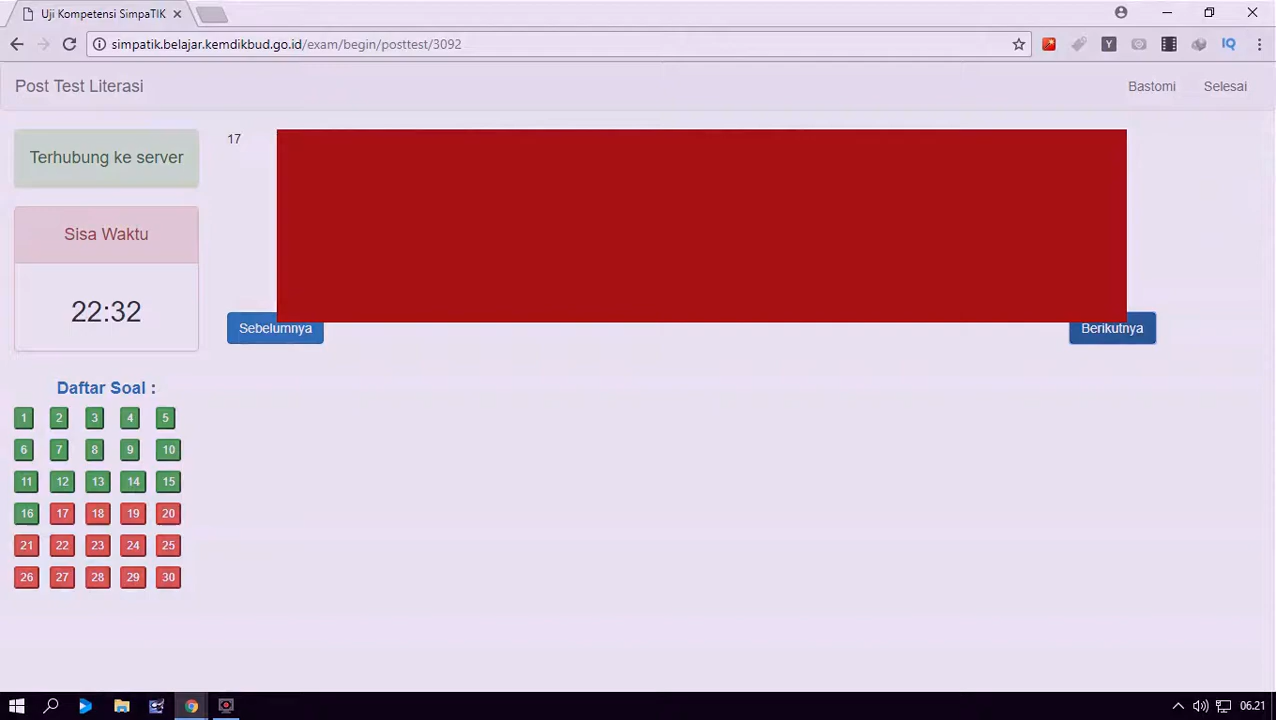 Uji Kompetensi SimpaTIK
simpatik.belajar.kemdikbud.go.id/exam/begin/posttest/3092
Y
IQ
Post Test Literasi
Bastomi
Selesai
Terhubung ke server
17
Sisa Waktu
22:32
Sebelumnya
Berikutnya
Daftar Soal :
1 2 3 4 5
6 7 8 9 10
11 12 13 14 15
16 17 18 19 20
21 22 23 24 25
26 27 28 29 30
06.21